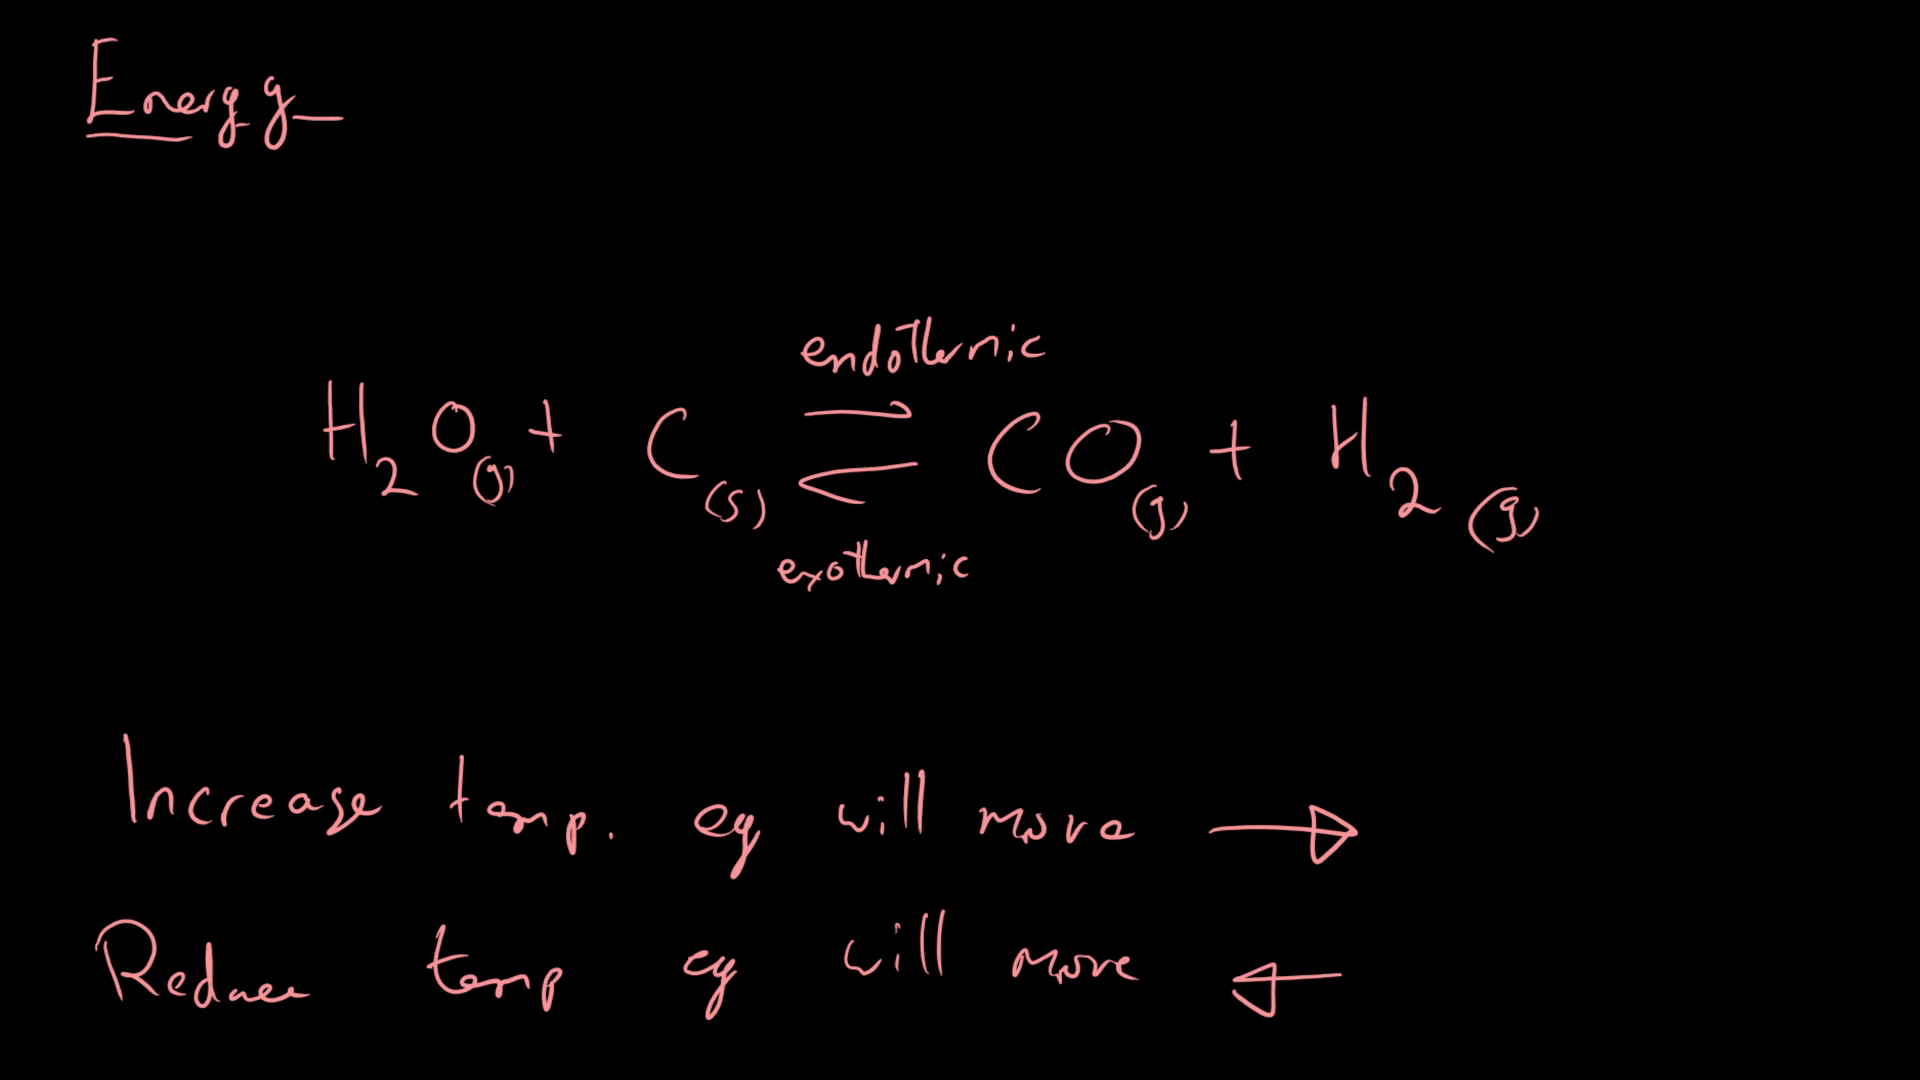 Energy
endothermic
H₂O(g) + C(s) ⇌ CO(g) + H₂(g)
exothermic
Increase temp. eq will move →
Reduce temp eq will move ←